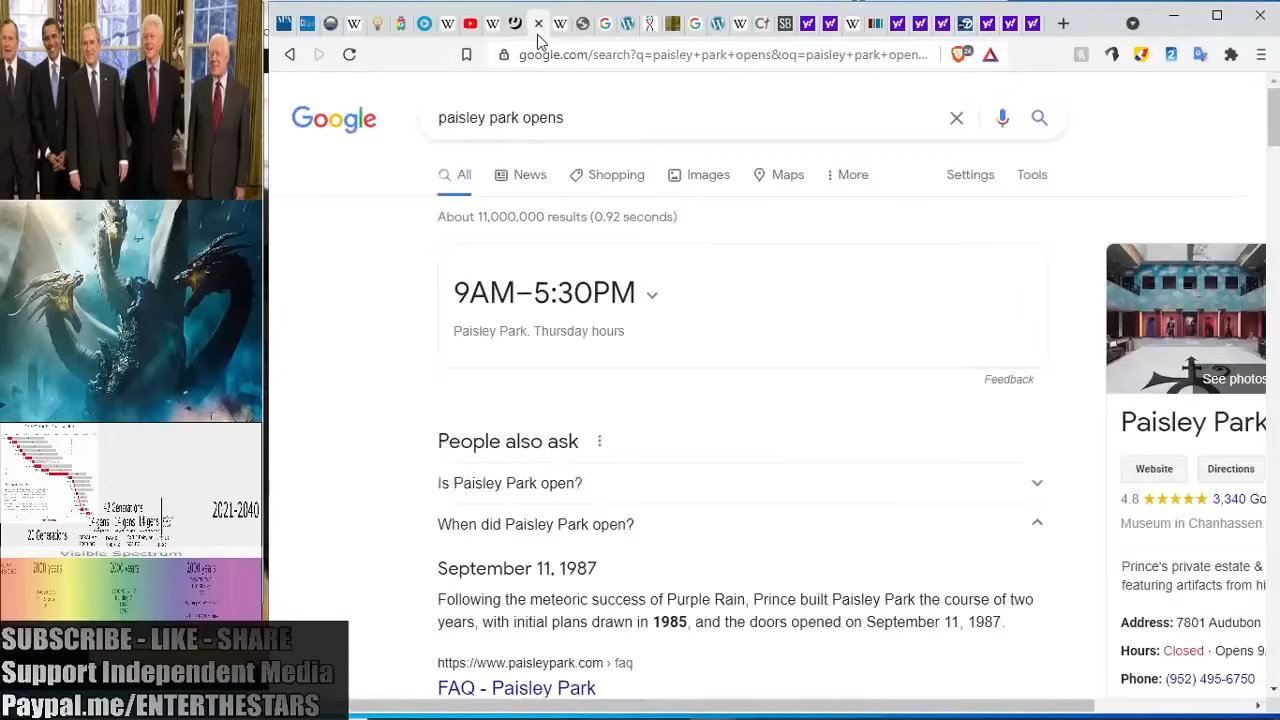 google.com/search?q=paisley+park+opens&oq=paisley+park+open...
24
Google
paisley park opens
All
News
Shopping
Images
Maps
More
Settings
Tools
About 11,000,000 results (0.92 seconds)
9AM–5:30PM
Paisley Park. Thursday hours
Feedback
People also ask
Is Paisley Park open?
When did Paisley Park open?
September 11, 1987
Following the meteoric success of Purple Rain, Prince built Paisley Park the course of two
years, with initial plans drawn in 1985, and the doors opened on September 11, 1987.
https://www.paisleypark.com › faq
FAQ - Paisley Park
See photos
Paisley Park
Website
Directions
4.8
3,340 Go
Museum in Chanhassen
Prince's private estate &
featuring artifacts from hi
Address: 7801 Audubon
Hours: Closed · Opens 9
Phone: (952) 495-6750
42 Generations
2021-2040
Visible Spectrum
SUBSCRIBE - LIKE - SHARE
Support Independent Media
Paypal.me/ENTERTHESTARS